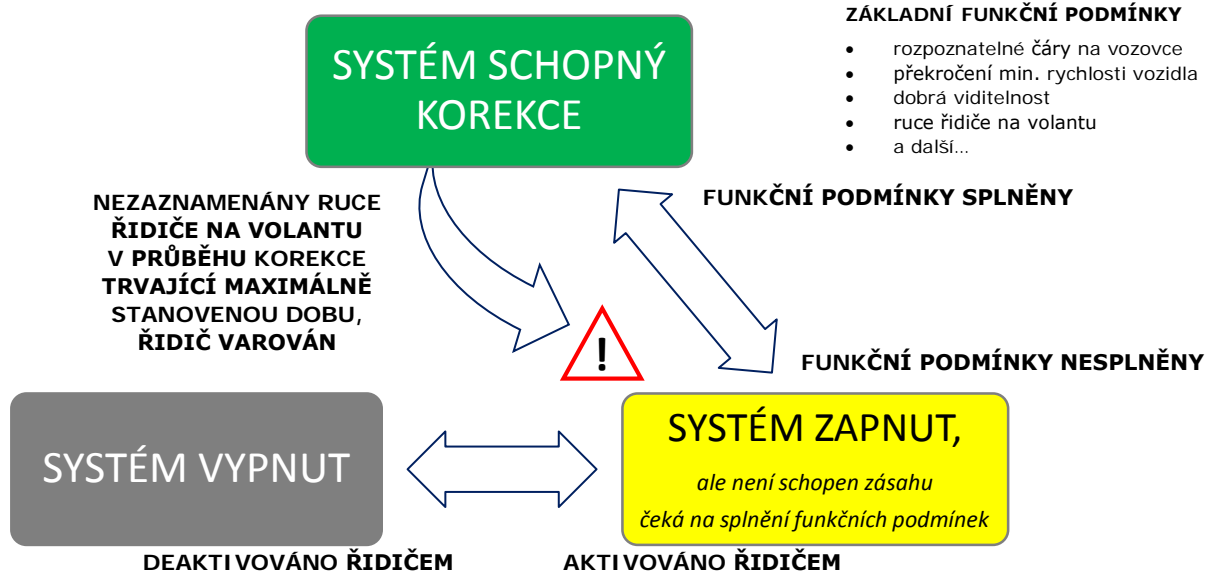 SYSTÉM SCHOPNÝ
KOREKCE
ZÁKLADNÍ FUNKČNÍ PODMÍNKY
• rozpoznatelné čáry na vozovce
• překročení min. rychlosti vozidla
• dobrá viditelnost
• ruce řidiče na volantu
• a další...
NEZAZNAMENÁNY RUCE
ŘIDIČE NA VOLANTU
V PRŮBĚHU KOREKCE
TRVAJÍCÍ MAXIMÁLNĚ
STANOVENOU DOBU,
ŘIDIČ VAROVÁN
FUNKČNÍ PODMÍNKY SPLNĚNY
!
FUNKČNÍ PODMÍNKY NESPLNĚNY
SYSTÉM VYPNUT
SYSTÉM ZAPNUT,
ale není schopen zásahu
čeká na splnění funkčních podmínek
DEAKTIVOVÁNO ŘIDIČEM
AKTIVOVÁNO ŘIDIČEM